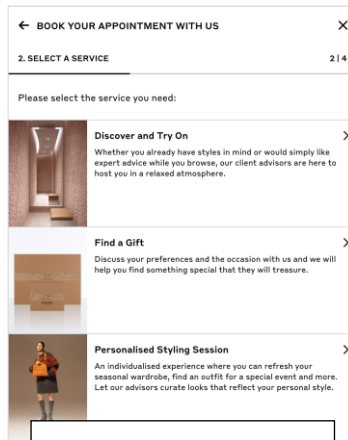 ← BOOK YOUR APPOINTMENT WITH US
2. SELECT A SERVICE 2|4
Please select the service you need:
Discover and Try On
Whether you already have styles in mind or would simply like
expert advice while you browse, our client advisors are here to
host you in a relaxed atmosphere.
Find a Gift
Discuss your preferences and the occasion with us and we will
help you find something special that they will treasure.
Personalised Styling Session
An individualised experience where you can refresh your
seasonal wardrobe, find an outfit for a special event and more.
Let our advisors curate looks that reflect your personal style.